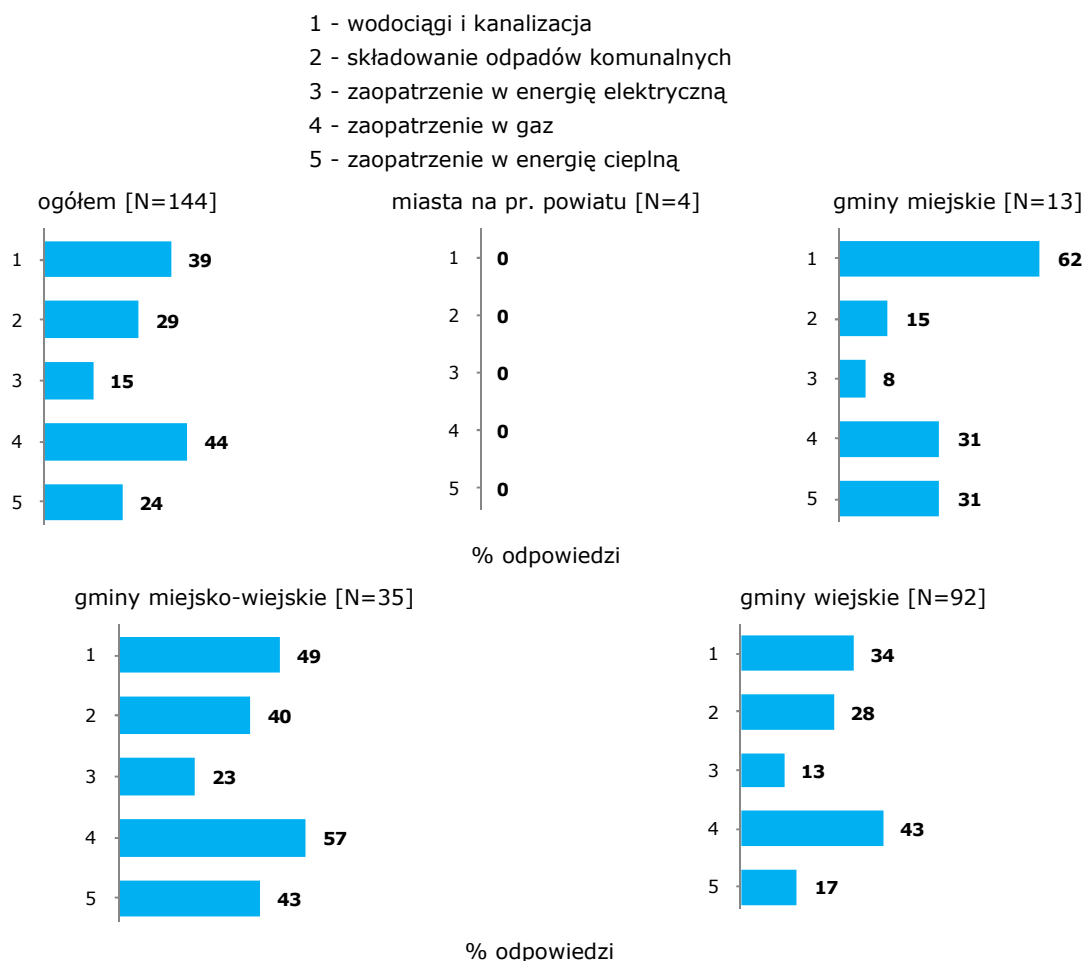 1 - wodociągi i kanalizacja
2 - składowanie odpadów komunalnych
3 - zaopatrzenie w energię elektryczną
4 - zaopatrzenie w gaz
5 - zaopatrzenie w energię cieplną
ogółem [N=144]
1 39
2 29
3 15
4 44
5 24
miasta na pr. powiatu [N=4]
1 0
2 0
3 0
4 0
5 0
gminy miejskie [N=13]
1 62
2 15
3 8
4 31
5 31
% odpowiedzi
gminy miejsko-wiejskie [N=35]
1 49
2 40
3 23
4 57
5 43
gminy wiejskie [N=92]
1 34
2 28
3 13
4 43
5 17
% odpowiedzi